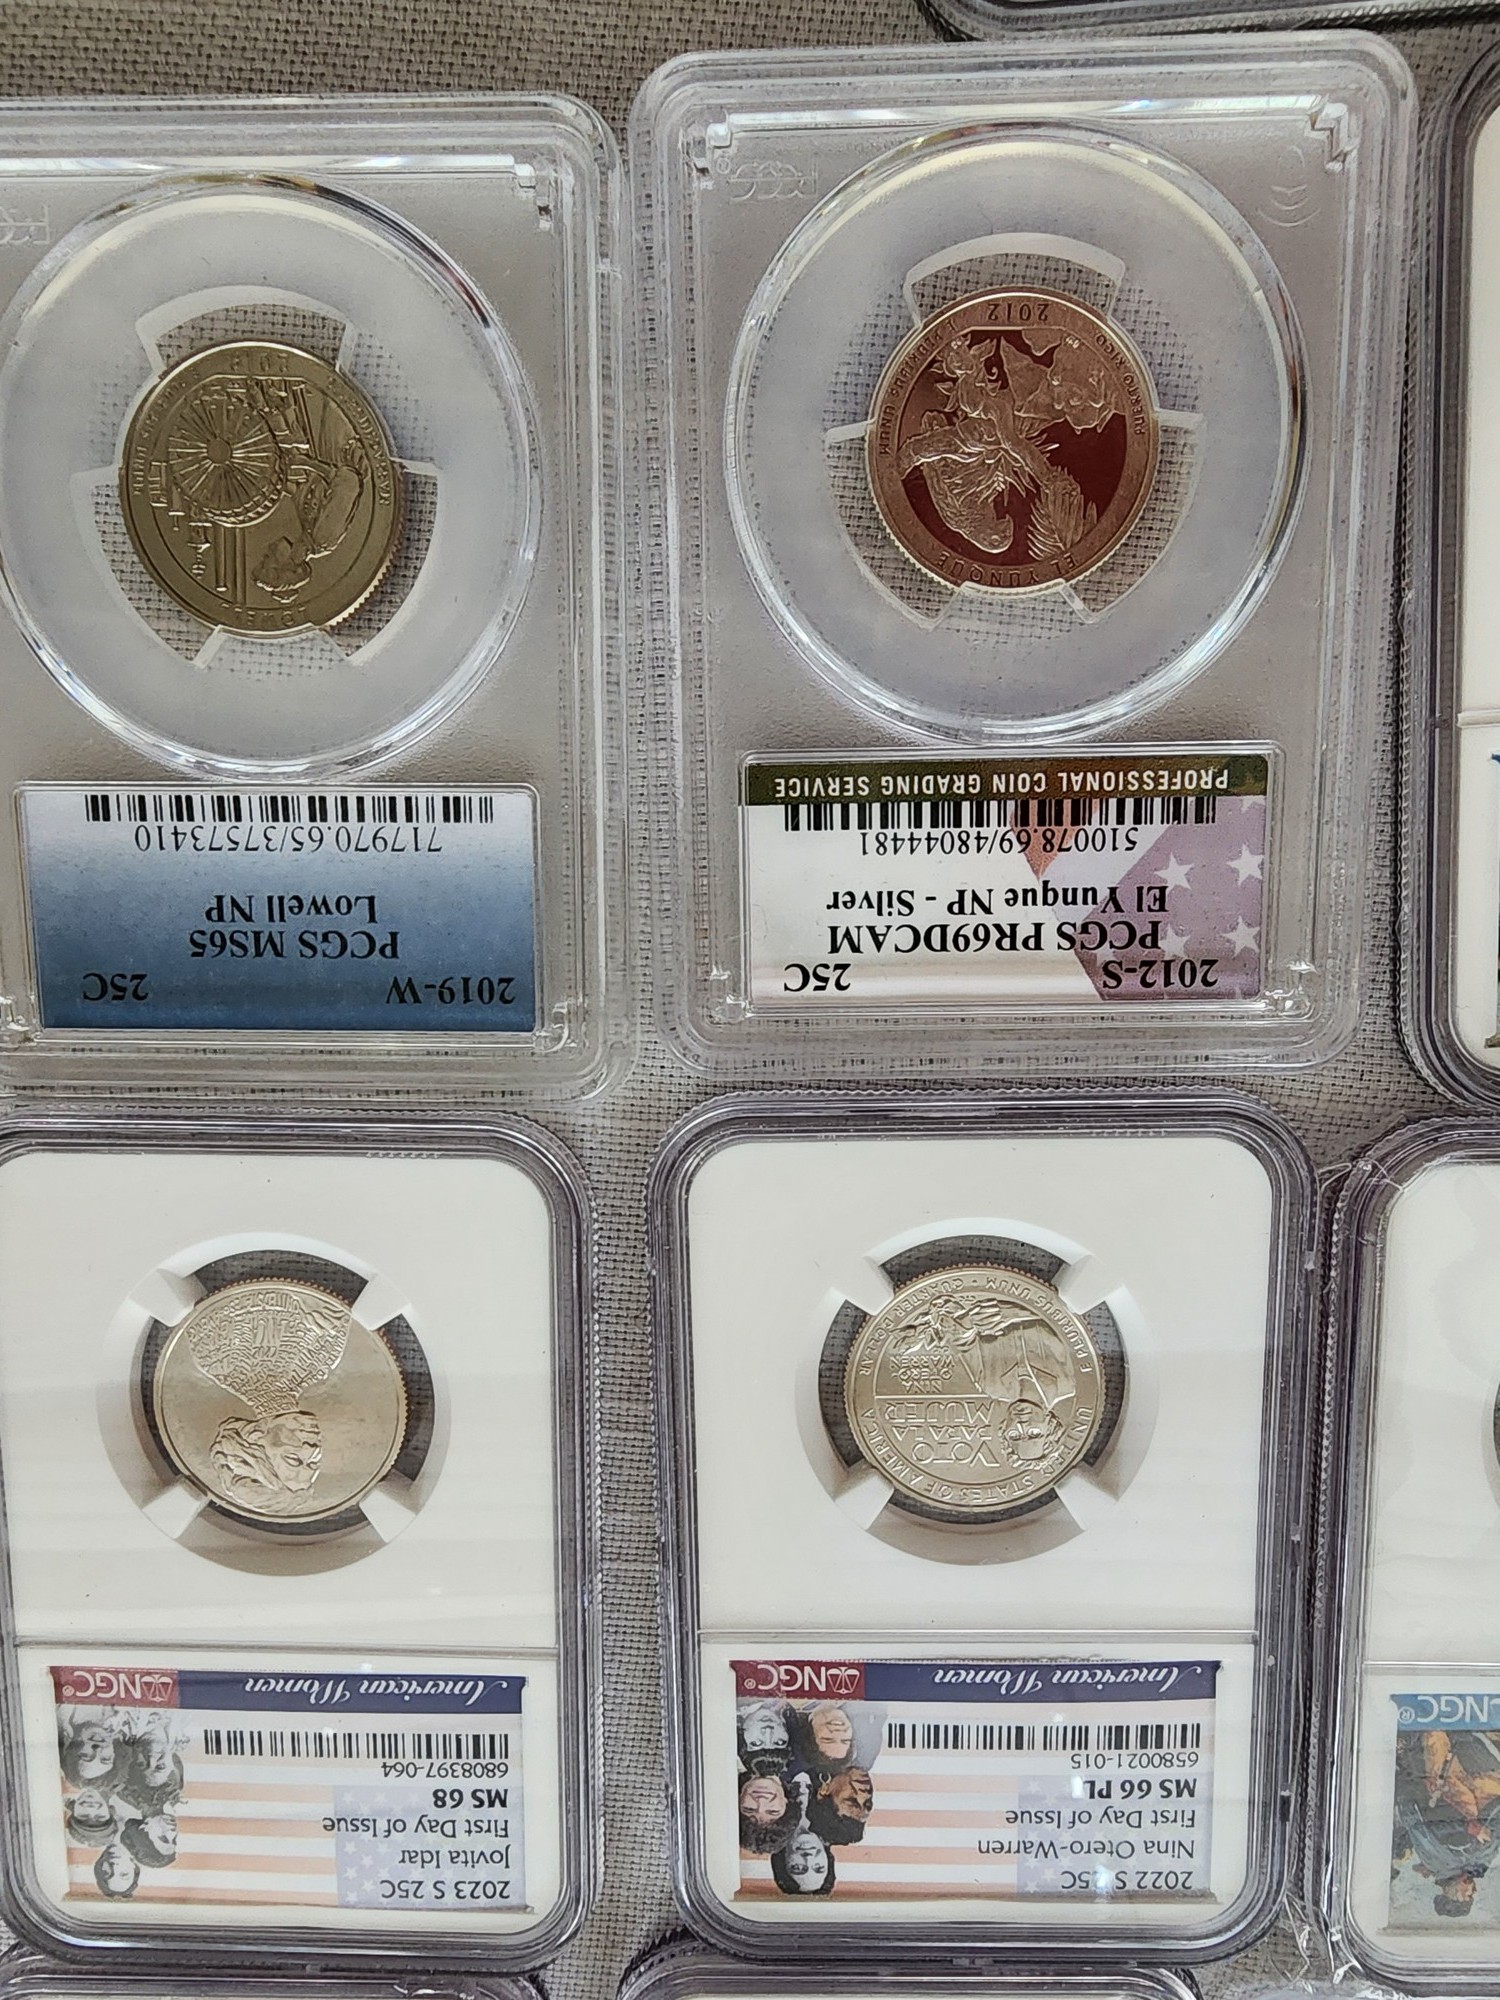 2019-W 25C
PCGS MS65
Lowell NP
717970.65/37573410
2012-S 25C
PCGS PR69DCAM
El Yunque NP - Silver
510078.69/48044481
PROFESSIONAL COIN GRADING SERVICE
EL YUNQUE
PUERTO RICO
2012
E PLURIBUS UNUM
LOWELL
2019
2023 S 25C
Jovita Idar
First Day of Issue
MS 68
6808397-064
NGC® American Women
2022 S 25C
Nina Otero-Warren
First Day of Issue
MS 66 PL
6580021-015
NGC® American Women
UNITED STATES OF AMERICA
VOTO
PARA LA
MUJER
NINA
OTERO-
WARREN
E PLURIBUS UNUM • QUARTER DOLLAR
NGC®